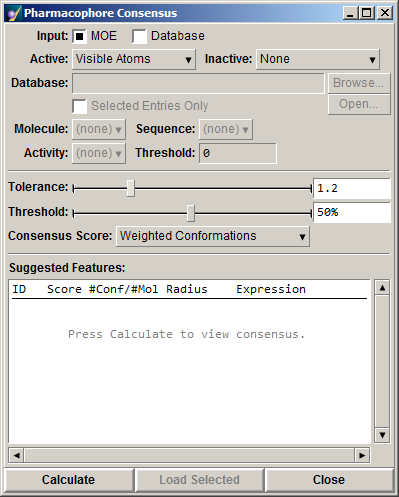 Pharmacophore Consensus
Input: MOE Database
Active: Visible Atoms Inactive: None
Database: Browse...
Selected Entries Only Open...
Molecule: (none) Sequence: (none)
Activity: (none) Threshold: 0
Tolerance: 1.2
Threshold: 50%
Consensus Score: Weighted Conformations
Suggested Features:
ID Score #Conf/#Mol Radius Expression
Press Calculate to view consensus.
Calculate Load Selected Close